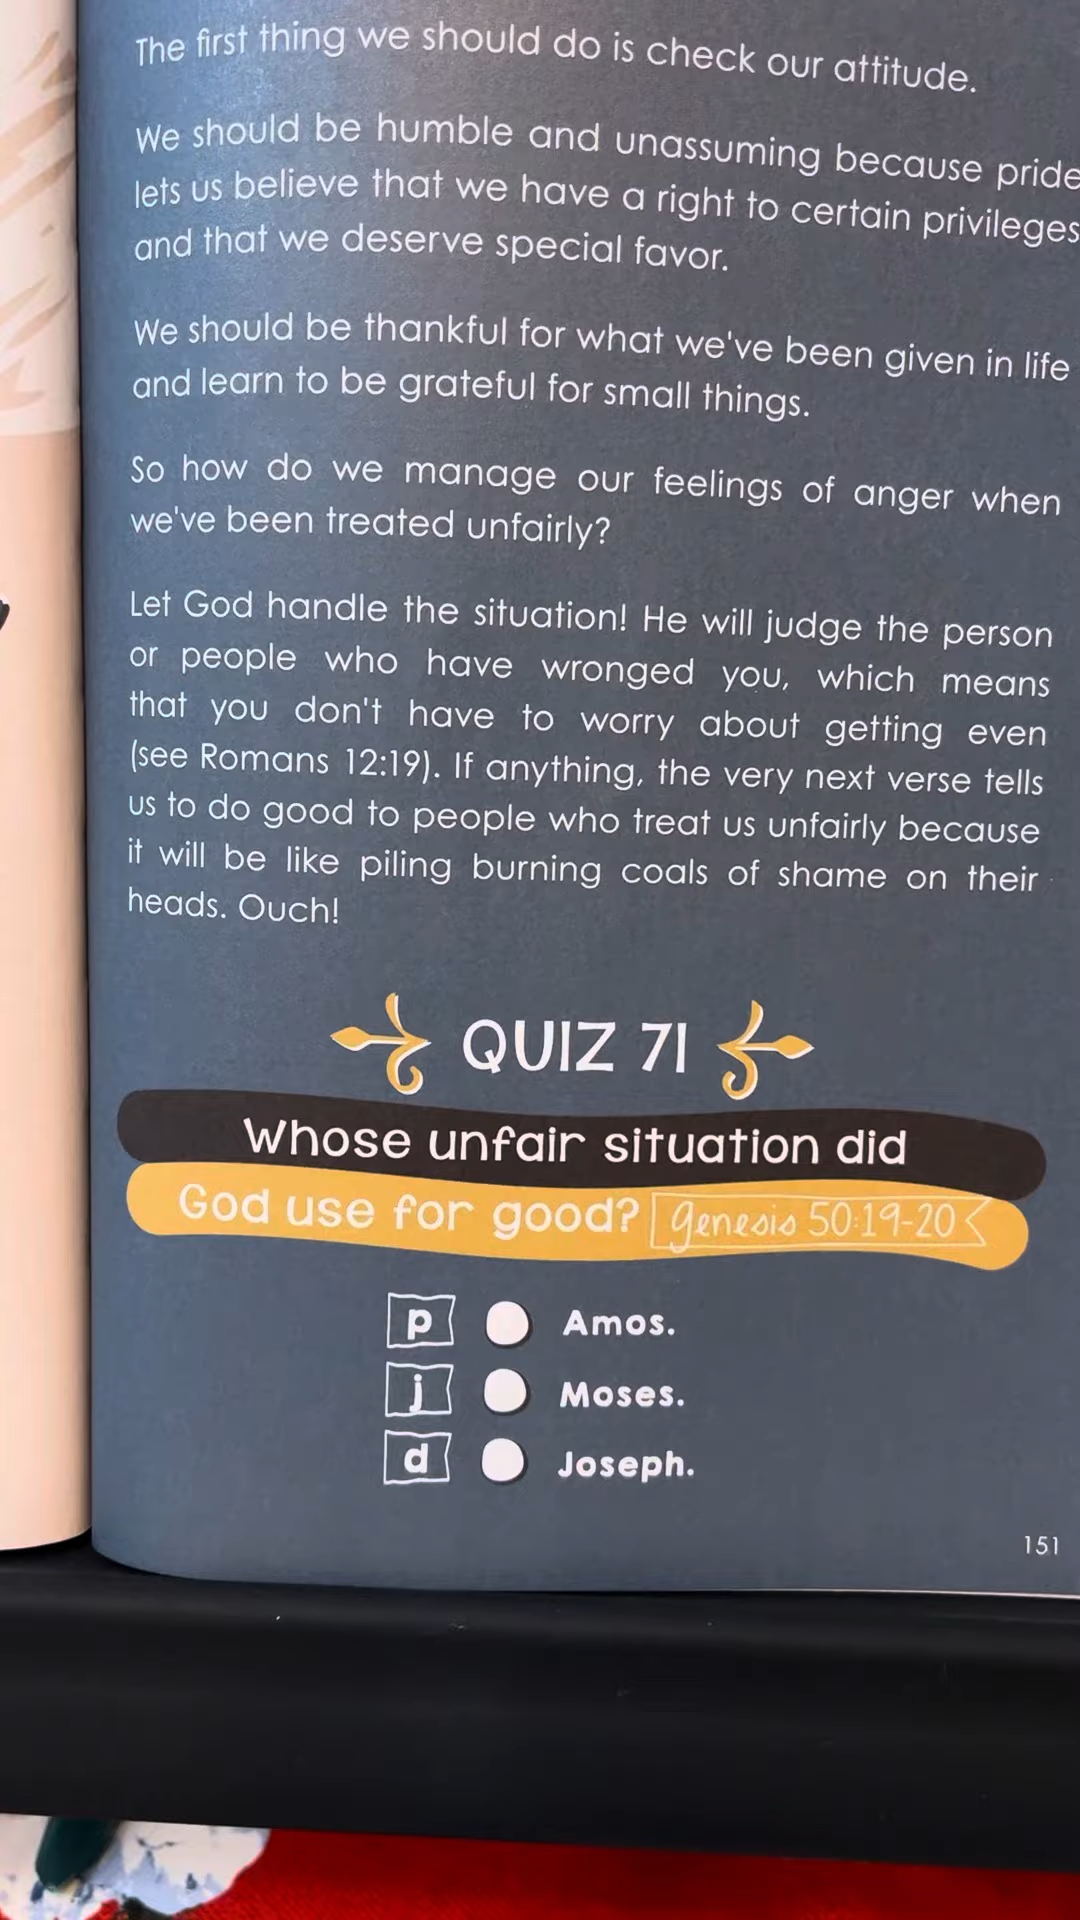 The first thing we should do is check our attitude.
We should be humble and unassuming because pride
lets us believe that we have a right to certain privileges
and that we deserve special favor.
We should be thankful for what we've been given in life
and learn to be grateful for small things.
So how do we manage our feelings of anger when
we've been treated unfairly?
Let God handle the situation! He will judge the person
or people who have wronged you, which means
that you don't have to worry about getting even
(see Romans 12:19). If anything, the very next verse tells
us to do good to people who treat us unfairly because
it will be like piling burning coals of shame on their
heads. Ouch!
QUIZ 71
Whose unfair situation did
God use for good? Genesis 50:19-20
p Amos.
j Moses.
d Joseph.
151